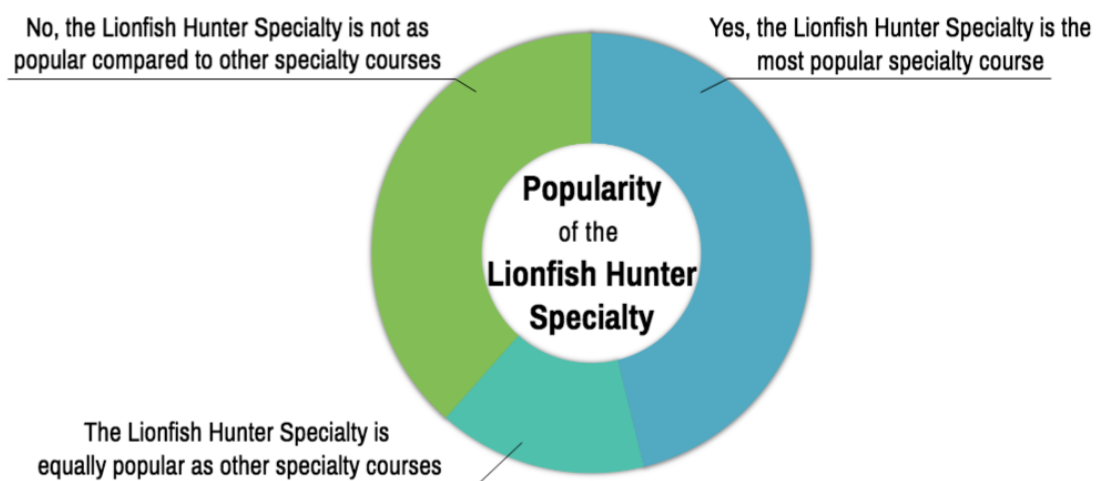 No, the Lionfish Hunter Specialty is not as
popular compared to other specialty courses
Yes, the Lionfish Hunter Specialty is the
most popular specialty course
Popularity
of the
Lionfish Hunter
Specialty
The Lionfish Hunter Specialty is
equally popular as other specialty courses